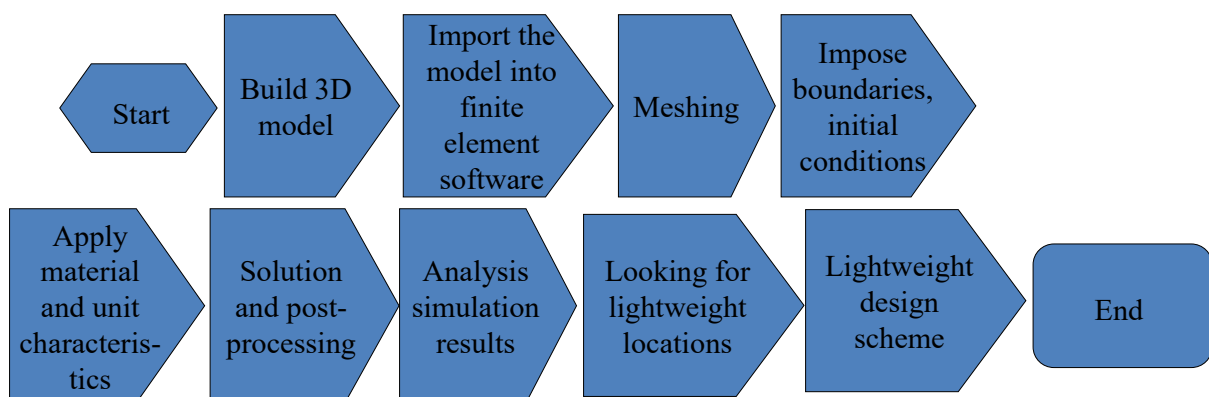 Start
Build 3D
model
Import the
model into
finite
element
software
Meshing
Impose
boundaries,
initial
conditions
Apply
material
and unit
characteris-
tics
Solution
and post-
processing
Analysis
simulation
results
Looking for
lightweight
locations
Lightweight
design
scheme
End